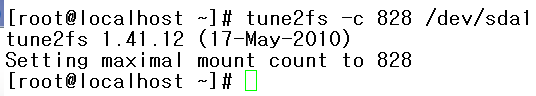 [root@localhost ~]# tune2fs -c 828 /dev/sda1
tune2fs 1.41.12 (17-May-2010)
Setting maximal mount count to 828
[root@localhost ~]#